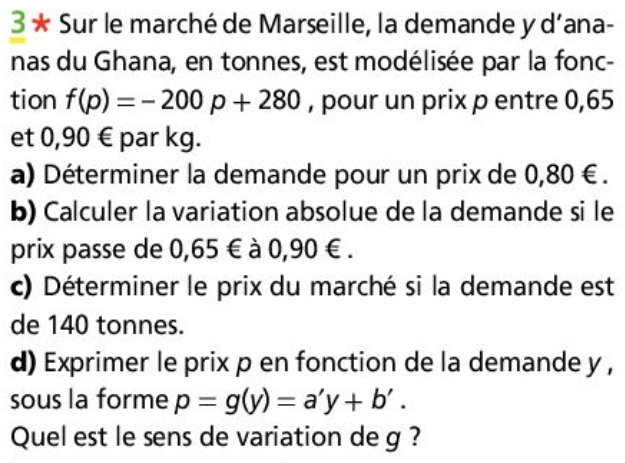 3 * Sur le marché de Marseille, la demande y d'ana-
nas du Ghana, en tonnes, est modélisée par la fonc-
tion f(p) = – 200 p + 280 , pour un prix p entre 0,65
et 0,90 € par kg.
a) Déterminer la demande pour un prix de 0,80 € .
b) Calculer la variation absolue de la demande si le
prix passe de 0,65 € à 0,90 € .
c) Déterminer le prix du marché si la demande est
de 140 tonnes.
d) Exprimer le prix p en fonction de la demande y ,
sous la forme p = g(y) = a'y + b' .
Quel est le sens de variation de g ?